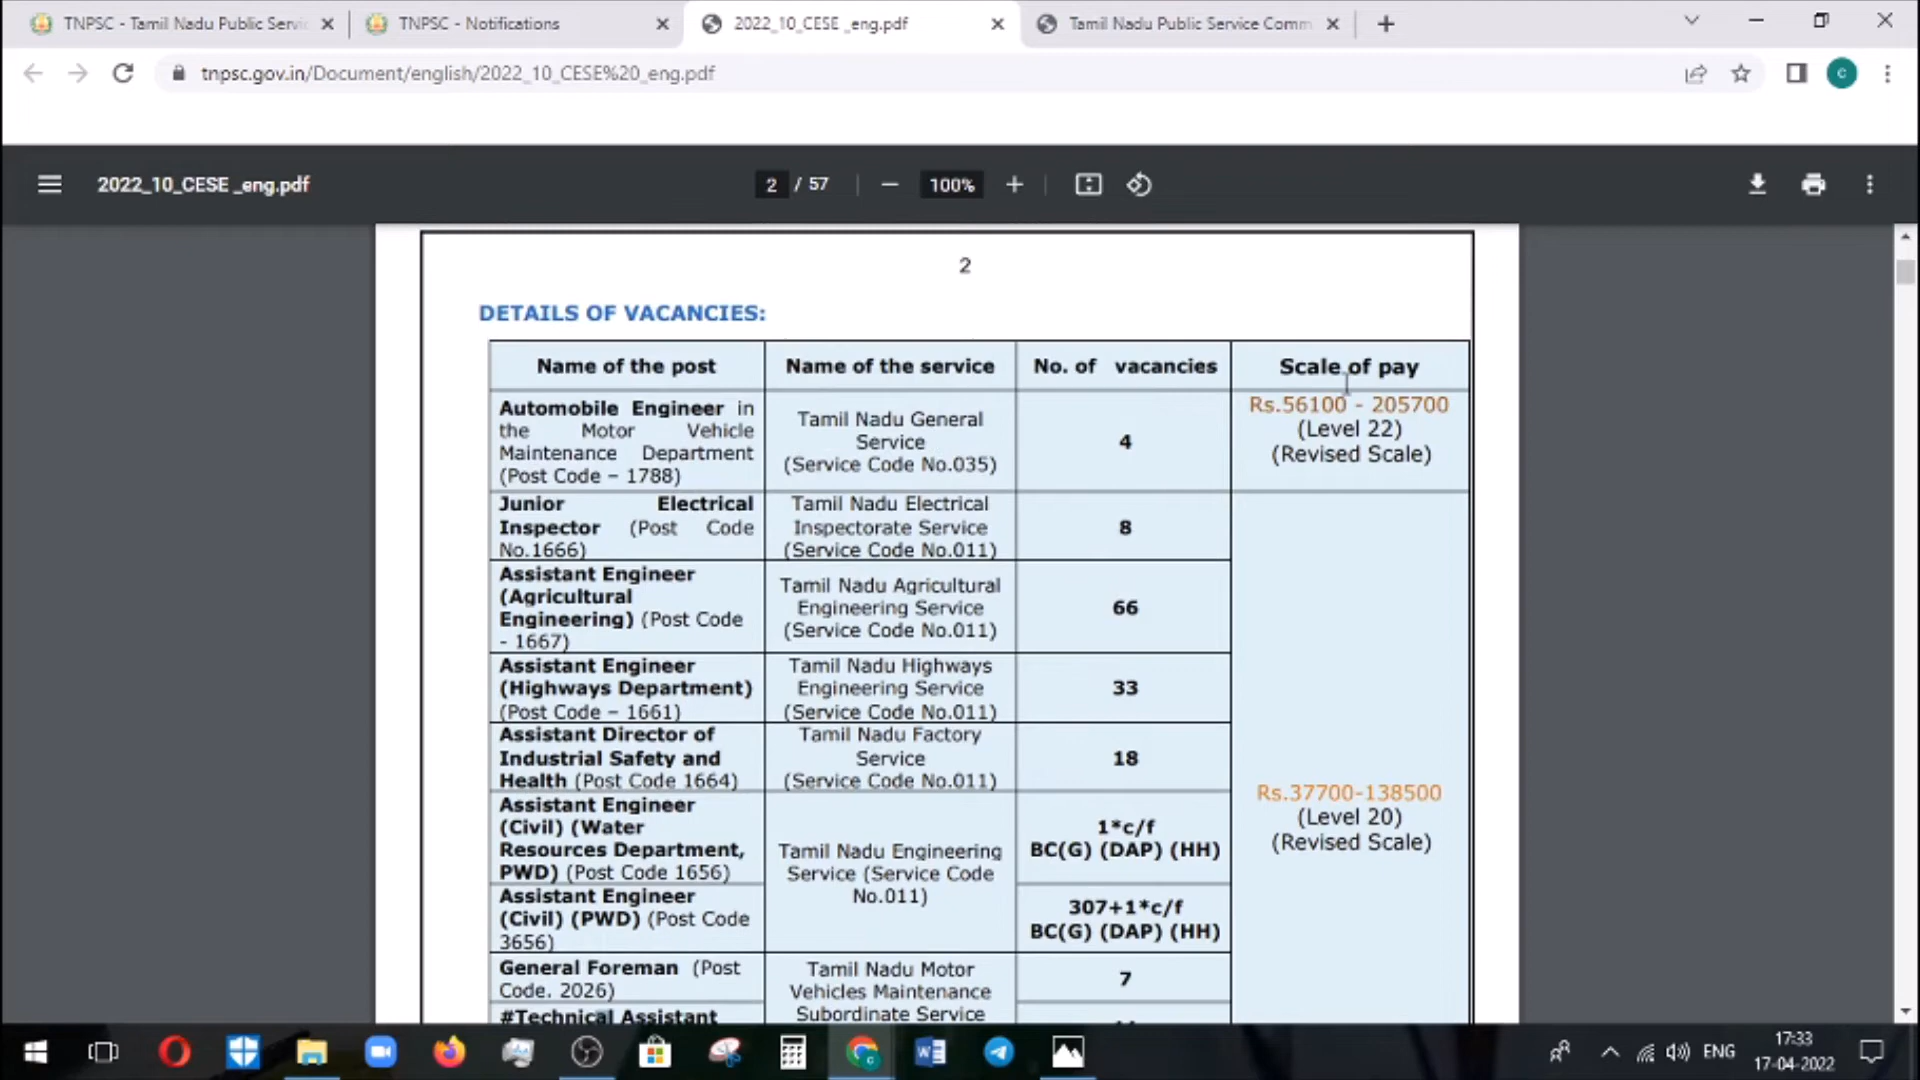 TNPSC - Tamil Nadu Public Servic
TNPSC - Notifications
2022_10_CESE _eng.pdf
Tamil Nadu Public Service Comm
tnpsc.gov.in/Document/english/2022_10_CESE%20_eng.pdf
C
2022_10_CESE _eng.pdf
2 / 57
100%
2
DETAILS OF VACANCIES:
Name of the post
Name of the service
No. of vacancies
Scale of pay
Automobile Engineer in
the Motor Vehicle
Maintenance Department
(Post Code – 1788)
Tamil Nadu General
Service
(Service Code No.035)
4
Rs.56100 - 205700
(Level 22)
(Revised Scale)
Junior Electrical
Inspector (Post Code
No.1666)
Tamil Nadu Electrical
Inspectorate Service
(Service Code No.011)
8
Assistant Engineer
(Agricultural
Engineering) (Post Code
- 1667)
Tamil Nadu Agricultural
Engineering Service
(Service Code No.011)
66
Assistant Engineer
(Highways Department)
(Post Code – 1661)
Tamil Nadu Highways
Engineering Service
(Service Code No.011)
33
Assistant Director of
Industrial Safety and
Health (Post Code 1664)
Tamil Nadu Factory
Service
(Service Code No.011)
18
Assistant Engineer
(Civil) (Water
Resources Department,
PWD) (Post Code 1656)
Tamil Nadu Engineering
Service (Service Code
No.011)
1*c/f
BC(G) (DAP) (HH)
Rs.37700-138500
(Level 20)
(Revised Scale)
Assistant Engineer
(Civil) (PWD) (Post Code
3656)
307+1*c/f
BC(G) (DAP) (HH)
General Foreman (Post
Code. 2026)
Tamil Nadu Motor
Vehicles Maintenance
Subordinate Service
7
#Technical Assistant
ENG
17:33
17-04-2022